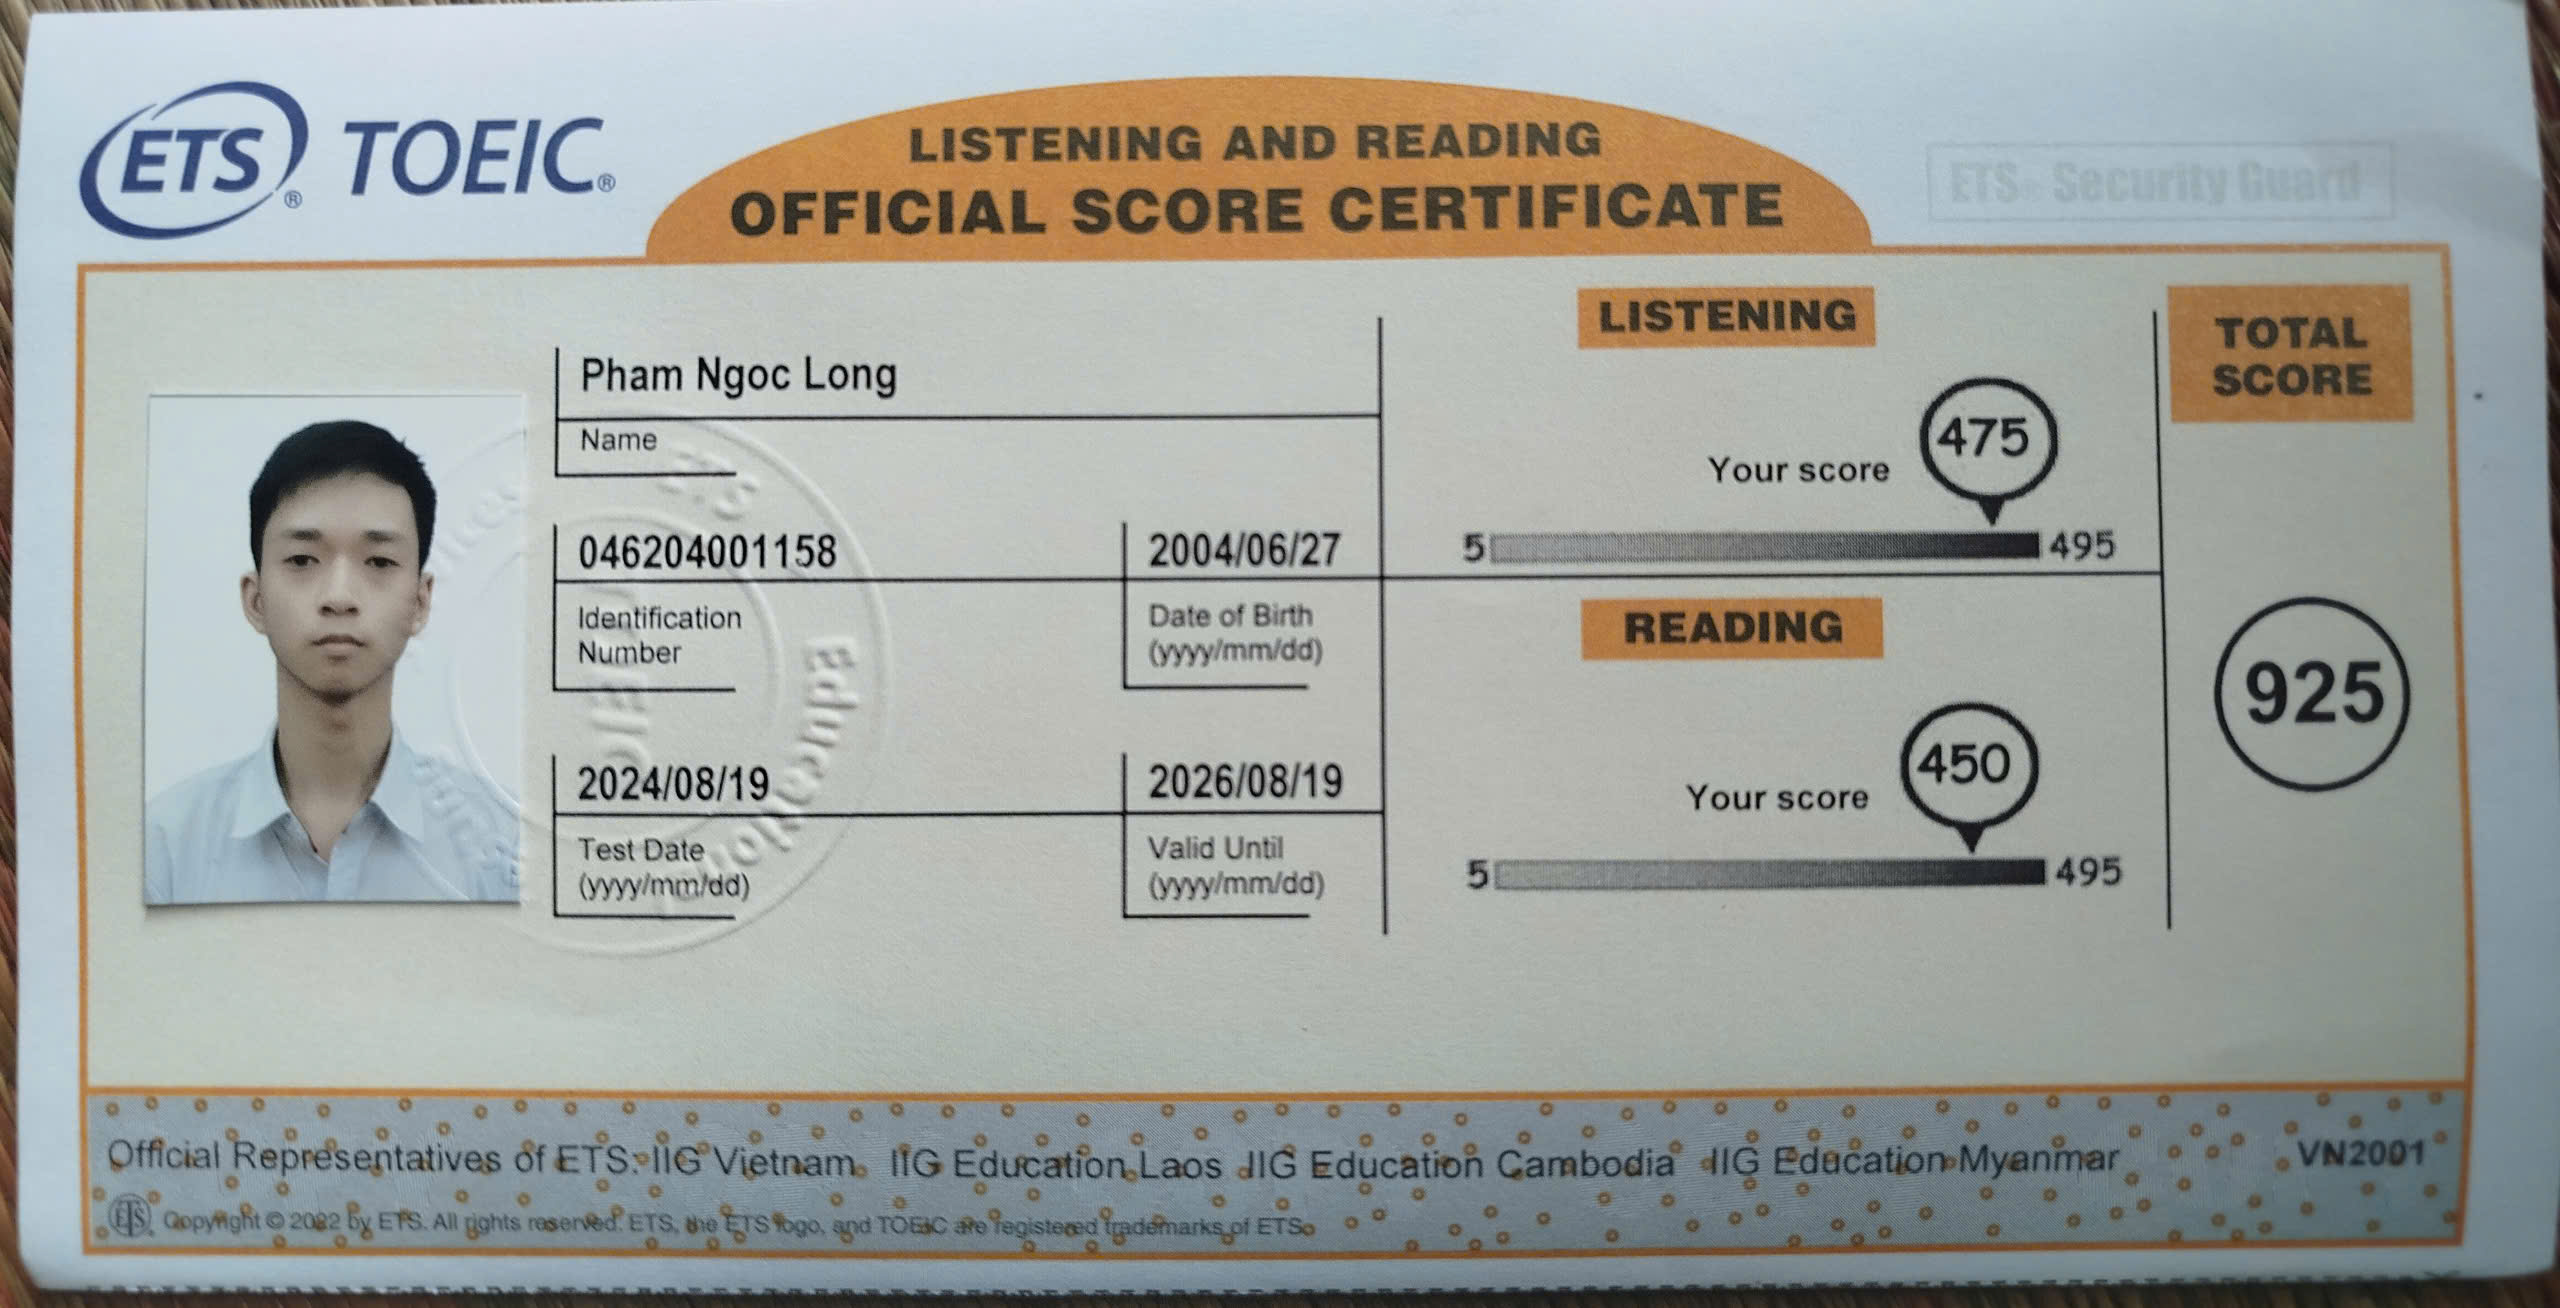 ETS® TOEIC®
LISTENING AND READING
OFFICIAL SCORE CERTIFICATE
ETS® Security Guard
Pham Ngoc Long
Name
046204001158
Identification
Number
2004/06/27
Date of Birth
(yyyy/mm/dd)
2024/08/19
Test Date
(yyyy/mm/dd)
2026/08/19
Valid Until
(yyyy/mm/dd)
LISTENING
Your score 475
5 495
READING
Your score 450
5 495
TOTAL
SCORE
925
Education
Official Representatives of ETS: IIG Vietnam IIG Education Laos IIG Education Cambodia IIG Education Myanmar VN2001
ETS Copyright © 2022 by ETS. All rights reserved. ETS, the ETS logo, and TOEIC are registered trademarks of ETS.